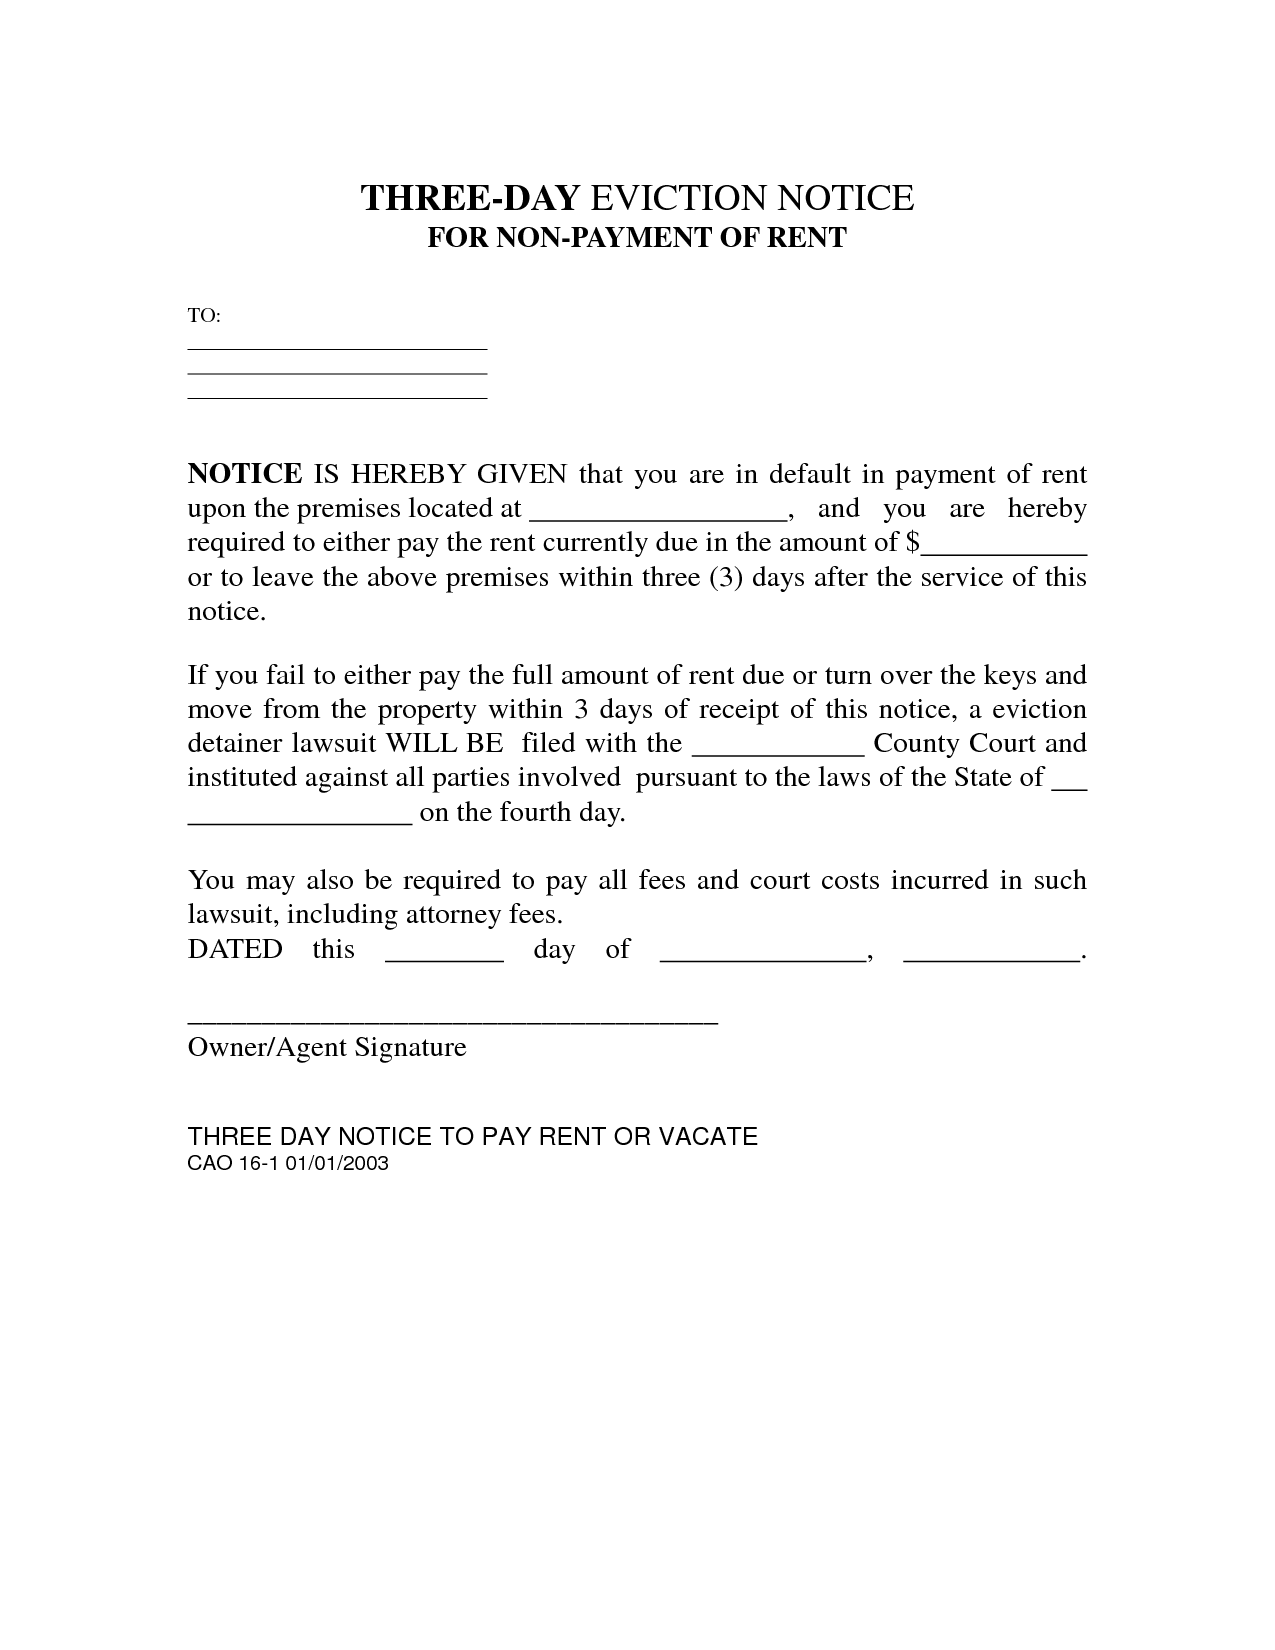 THREE-DAY EVICTION NOTICE
FOR NON-PAYMENT OF RENT
TO:
___________________________
___________________________
___________________________
NOTICE IS HEREBY GIVEN that you are in default in payment of rent
upon the premises located at __________________, and you are hereby
required to either pay the rent currently due in the amount of $___________
or to leave the above premises within three (3) days after the service of this
notice.
If you fail to either pay the full amount of rent due or turn over the keys and
move from the property within 3 days of receipt of this notice, a eviction
detainer lawsuit WILL BE filed with the ____________ County Court and
instituted against all parties involved pursuant to the laws of the State of __
_______________ on the fourth day.
You may also be required to pay all fees and court costs incurred in such
lawsuit, including attorney fees.
DATED this ________ day of ______________, ____________.
____________________________________
Owner/Agent Signature
THREE DAY NOTICE TO PAY RENT OR VACATE
CAO 16-1 01/01/2003